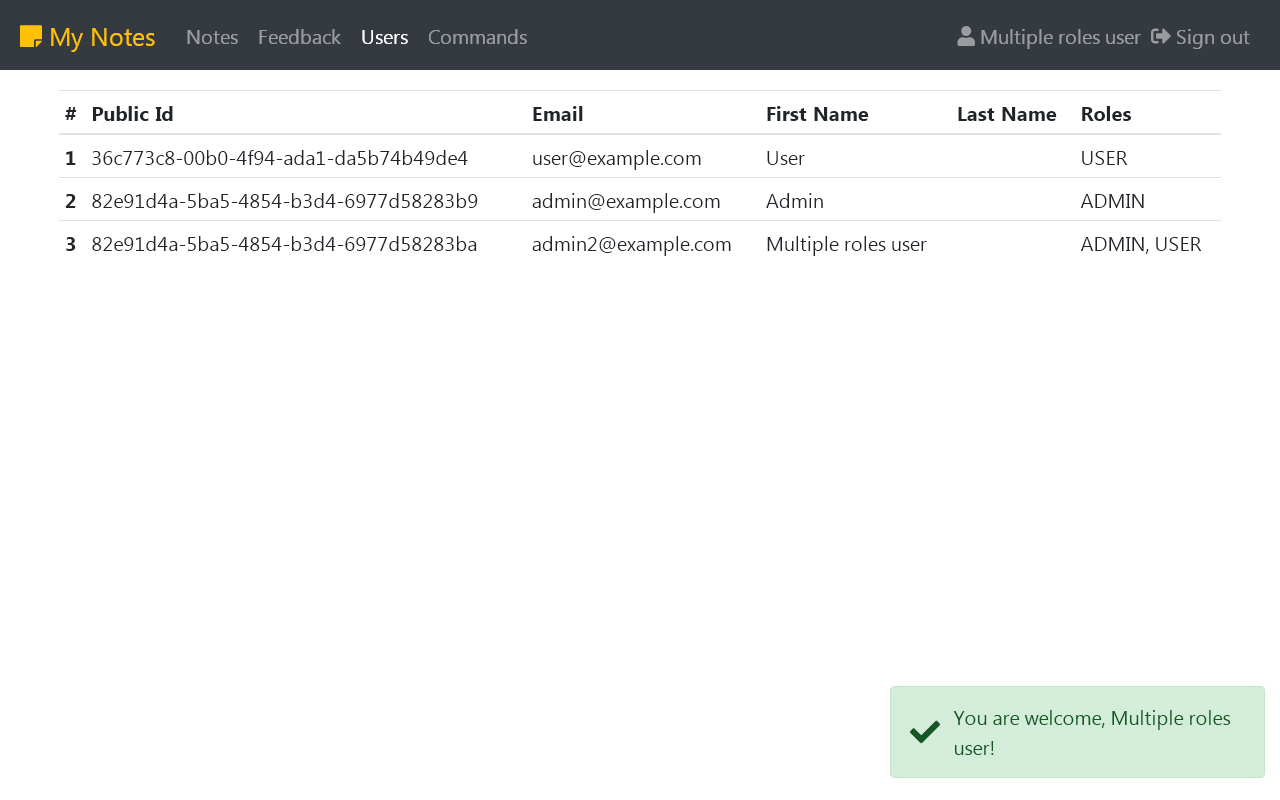 My Notes Notes Feedback Users Commands Multiple roles user Sign out
# Public Id Email First Name Last Name Roles
1 36c773c8-00b0-4f94-ada1-da5b74b49de4 user@example.com User USER
2 82e91d4a-5ba5-4854-b3d4-6977d58283b9 admin@example.com Admin ADMIN
3 82e91d4a-5ba5-4854-b3d4-6977d58283ba admin2@example.com Multiple roles user ADMIN, USER
You are welcome, Multiple roles
user!